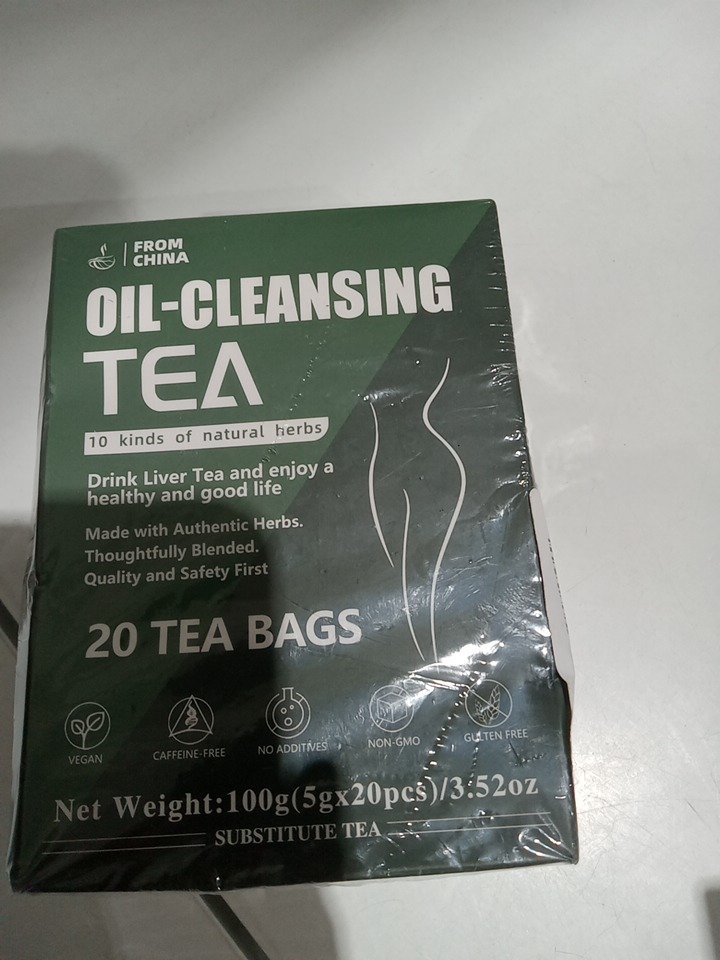 FROM
CHINA
OIL-CLEANSING
TEA
10 kinds of natural herbs
Drink Liver Tea and enjoy a
healthy and good life
Made with Authentic Herbs.
Thoughtfully Blended.
Quality and Safety First
20 TEA BAGS
VEGAN
CAFFEINE-FREE
NO ADDITIVES
NON-GMO
GULTEN FREE
Net Weight:100g(5gx20pcs)/3.52oz
SUBSTITUTE TEA